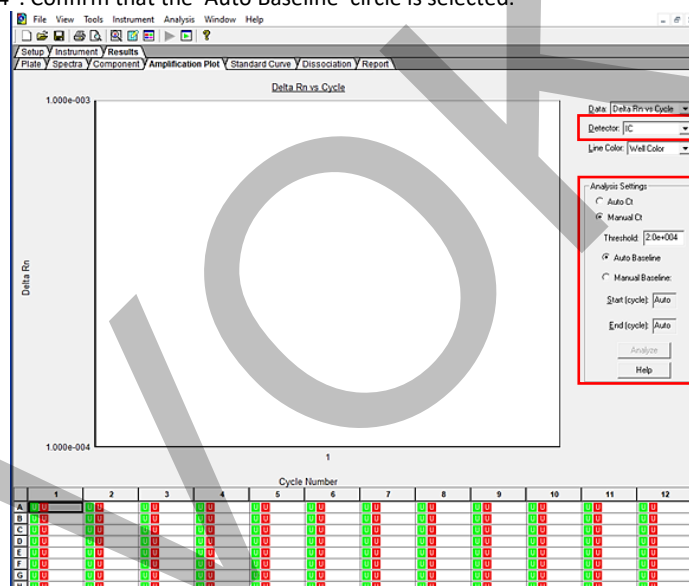 4". Confirm that the 'Auto Baseline' circle is selected.
File View Tools Instrument Analysis Window Help
Setup Instrument Results
Plate Spectra Component Amplification Plot Standard Curve Dissociation Report
Delta Rn vs Cycle
1.000e-003
Delta Rn
1.000e-004
1
Cycle Number
Data: Delta Rn vs Cycle
Detector: IC
Line Color: Well Color
Analysis Settings
Auto Ct
Manual Ct
Threshold: 2.0e+004
Auto Baseline
Manual Baseline:
Start (cycle): Auto
End (cycle): Auto
Analyze
Help
1 2 3 4 5 6 7 8 9 10 11 12
A U U U U U U U U U U U U U U U U U U U U U U U U
B U U U U U U U U U U U U U U U U U U U U U U U U
C U U U U U U U U U U U U U U U U U U U U U U U U
D U U U U U U U U U U U U U U U U U U U U U U U U
E U U U U U U U U U U U U U U U U U U U U U U U U
F U U U U U U U U U U U U U U U U U U U U U U U U
G U U U U U U U U U U U U U U U U U U U U U U U U